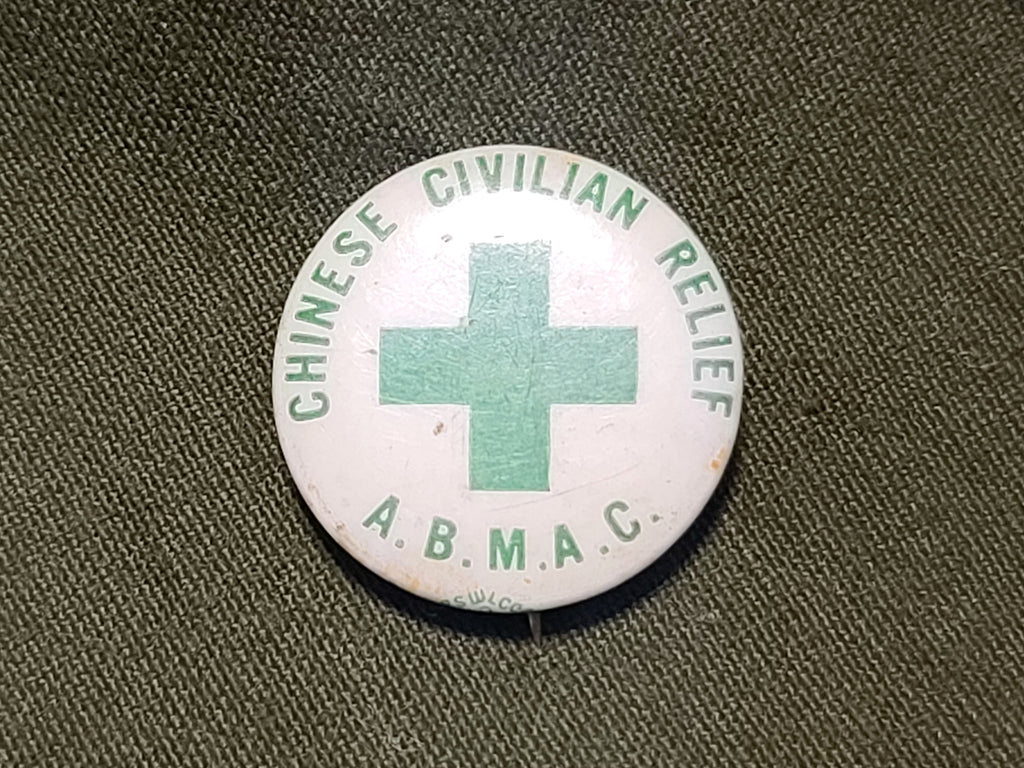 CHINESE CIVILIAN RELIEF
A.B.M.A.C.